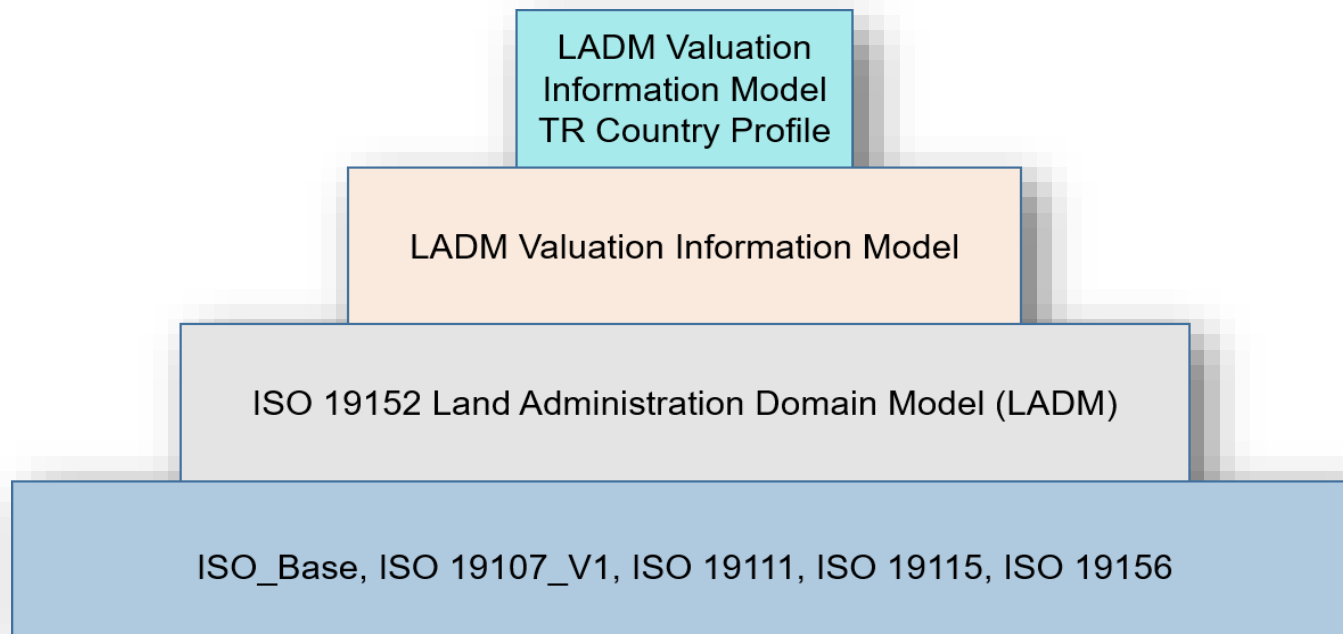 LADM Valuation
Information Model
TR Country Profile
LADM Valuation Information Model
ISO 19152 Land Administration Domain Model (LADM)
ISO_Base, ISO 19107_V1, ISO 19111, ISO 19115, ISO 19156